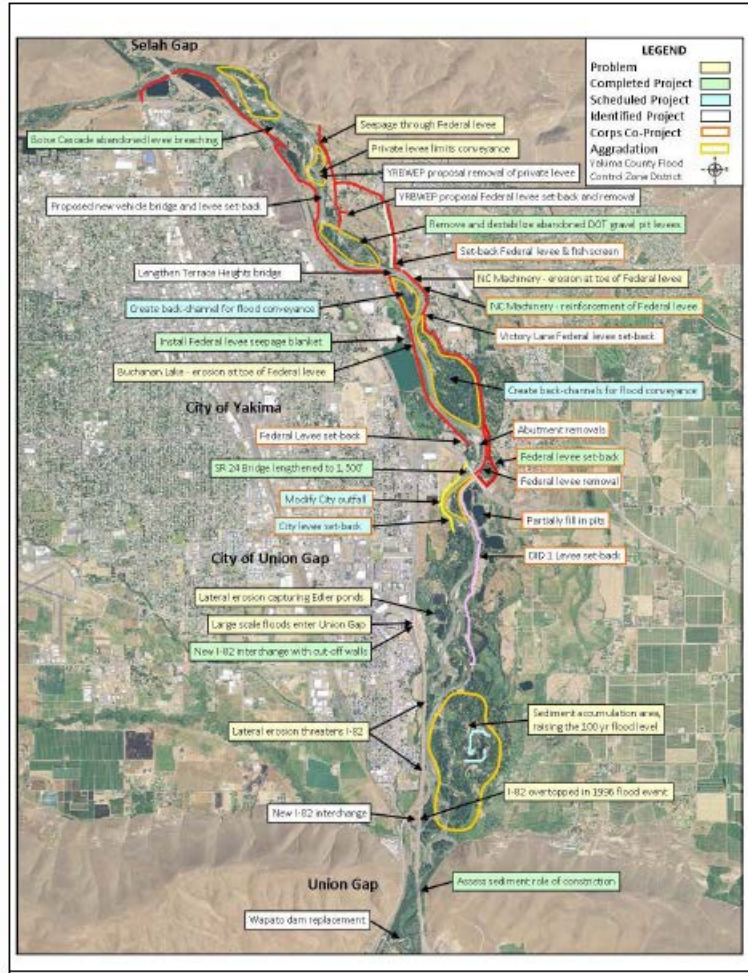 Selah Gap
LEGEND
Problem
Completed Project
Scheduled Project
Identified Project
Corps Co-Project
Aggradation
Yakima County Flood
Control Zone District
Seepage through Federal levee
Boise Cascade abandoned levee breaching
Private levee limits conveyance
YRBWEP proposal removal of private levee
YRBWEP proposal Federal levee set-back and removal
Proposed new vehicle bridge and levee set-back
Remove and destabilize abandoned DOT gravel pit levees
Set-back Federal levee & fish screen
Lengthen Terrace Heights bridge
NC Machinery - erosion at toe of Federal levee
Create back-channel for flood conveyance
NC Machinery - reinforcement of Federal levee
Victory Lane Federal levee set-back
Install Federal levee seepage blanket
Buchanan Lake - erosion at toe of Federal levee
Create back-channels for flood conveyance
City of Yakima
Federal Levee set-back
Abutment removals
SR 24 Bridge lengthened to 1,500'
Federal levee set-back
Federal levee removal
Modify City outfall
Partially fill in pits
City levee set-back
DID 1 Levee set-back
City of Union Gap
Lateral erosion capturing Edler ponds
Large scale floods enter Union Gap
New I-82 interchange with cut-off walls
Sediment accumulation area,
raising the 100 yr flood level
Lateral erosion threatens I-82
I-82 overtopped in 1996 flood event
New I-82 interchange
Union Gap
Assess sediment role of constriction
Wapato dam replacement